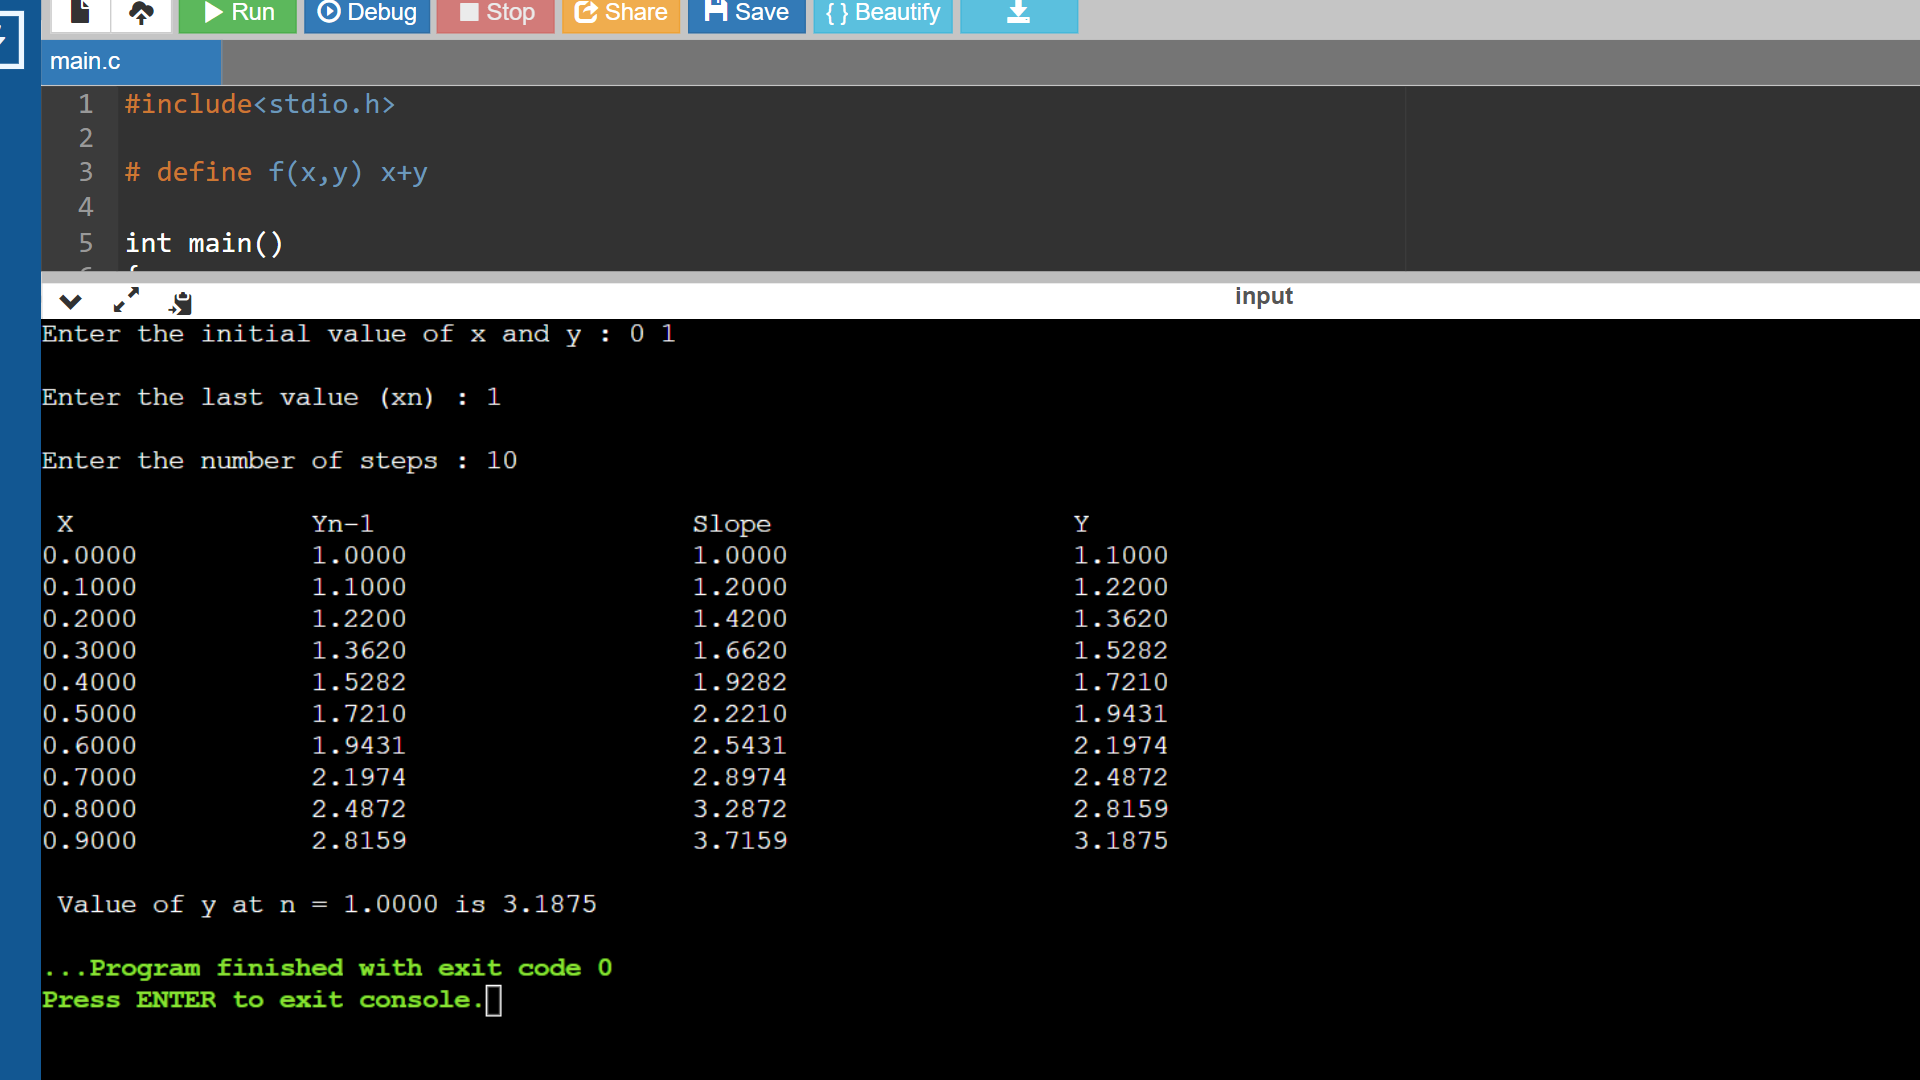 Run Debug Stop Share Save { } Beautify
main.c
1 #include<stdio.h>
2
3 # define f(x,y) x+y
4
5 int main()
input
Enter the initial value of x and y : 0 1
Enter the last value (xn) : 1
Enter the number of steps : 10
X Yn-1 Slope Y
0.0000 1.0000 1.0000 1.1000
0.1000 1.1000 1.2000 1.2200
0.2000 1.2200 1.4200 1.3620
0.3000 1.3620 1.6620 1.5282
0.4000 1.5282 1.9282 1.7210
0.5000 1.7210 2.2210 1.9431
0.6000 1.9431 2.5431 2.1974
0.7000 2.1974 2.8974 2.4872
0.8000 2.4872 3.2872 2.8159
0.9000 2.8159 3.7159 3.1875
Value of y at n = 1.0000 is 3.1875
...Program finished with exit code 0
Press ENTER to exit console.